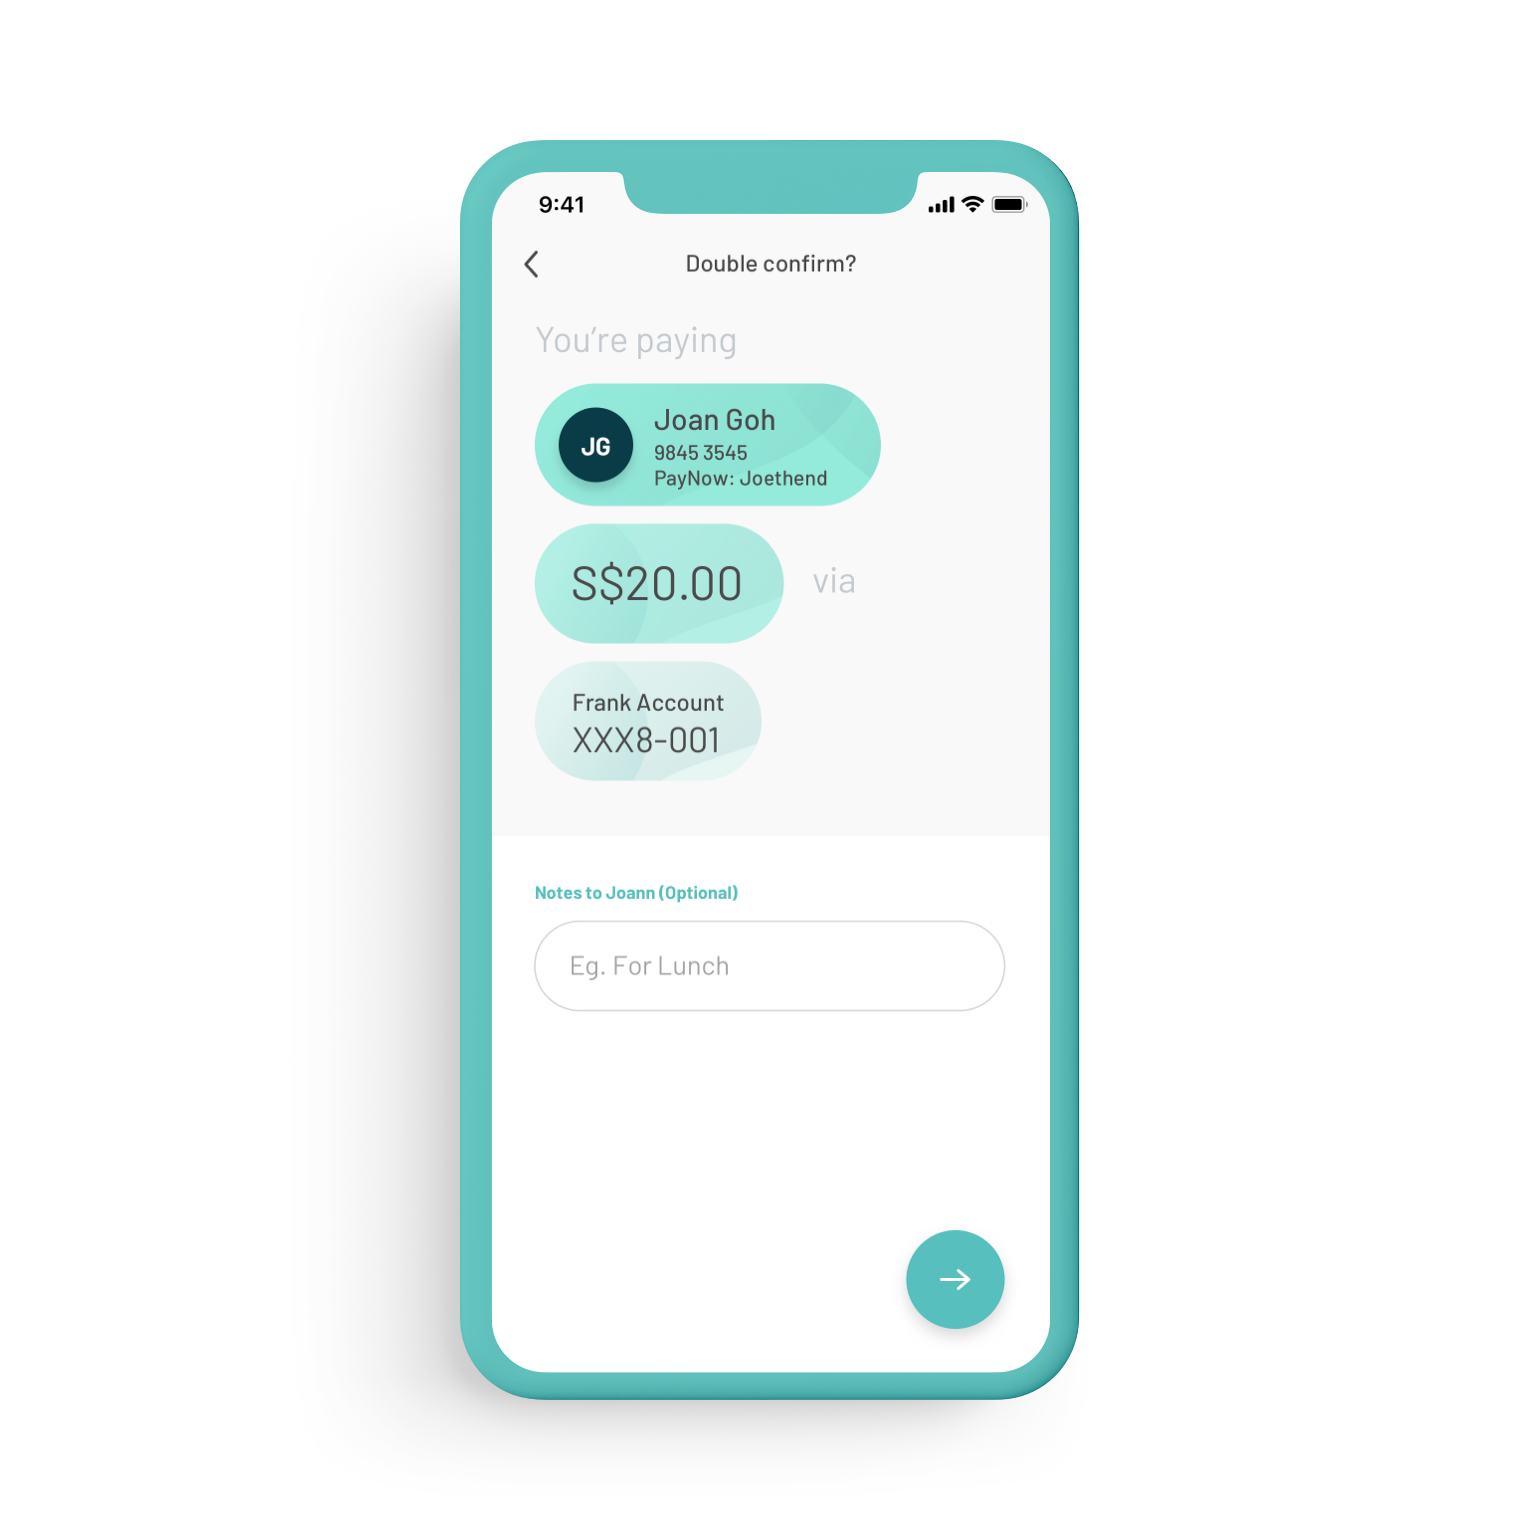 9:41
Double confirm?
You’re paying
JG
Joan Goh
9845 3545
PayNow: Joethend
S$20.00
via
Frank Account
XXX8-001
Notes to Joann (Optional)
Eg. For Lunch